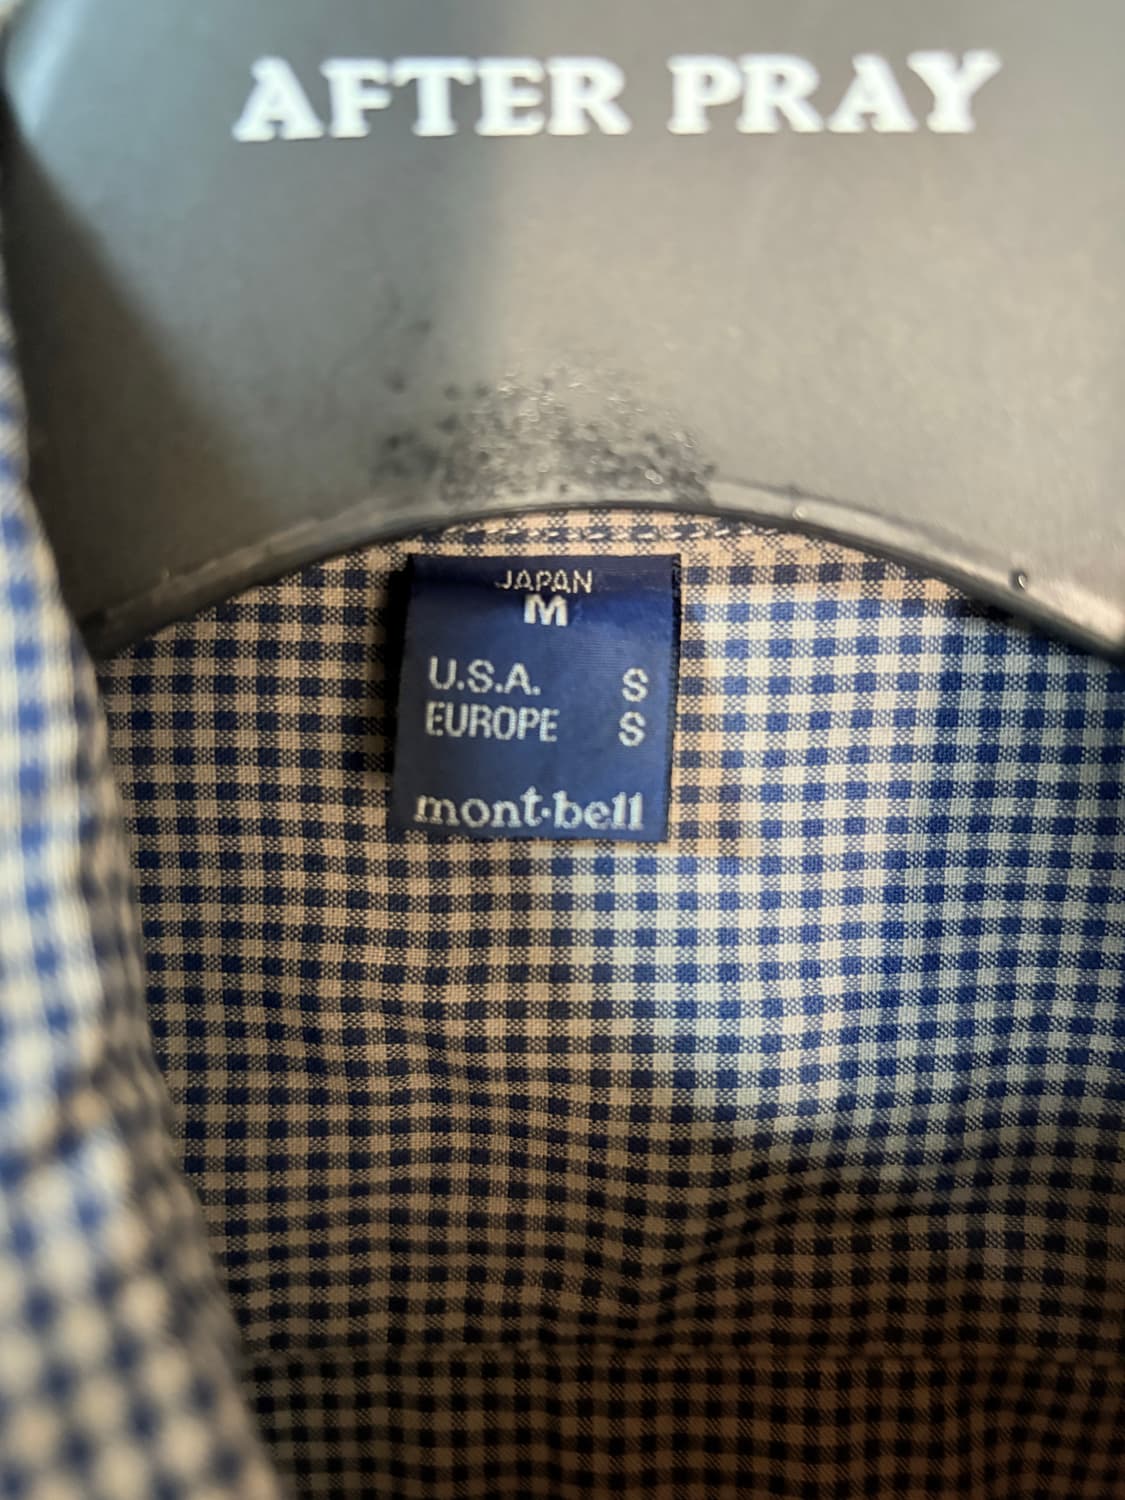 AFTER PRAY
JAPAN
M
U.S.A. S
EUROPE S
mont·bell